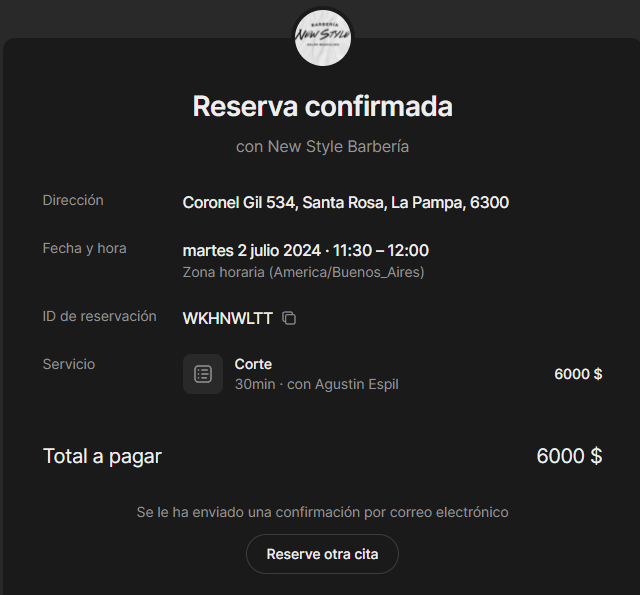 BARBERÍA
NEW STYLE
Reserva confirmada
con New Style Barbería
Dirección
Coronel Gil 534, Santa Rosa, La Pampa, 6300
Fecha y hora
martes 2 julio 2024 · 11:30 – 12:00
Zona horaria (America/Buenos_Aires)
ID de reservación
WKHNWLTT
Servicio
Corte
30min · con Agustin Espil
6000 $
Total a pagar
6000 $
Se le ha enviado una confirmación por correo electrónico
Reserve otra cita